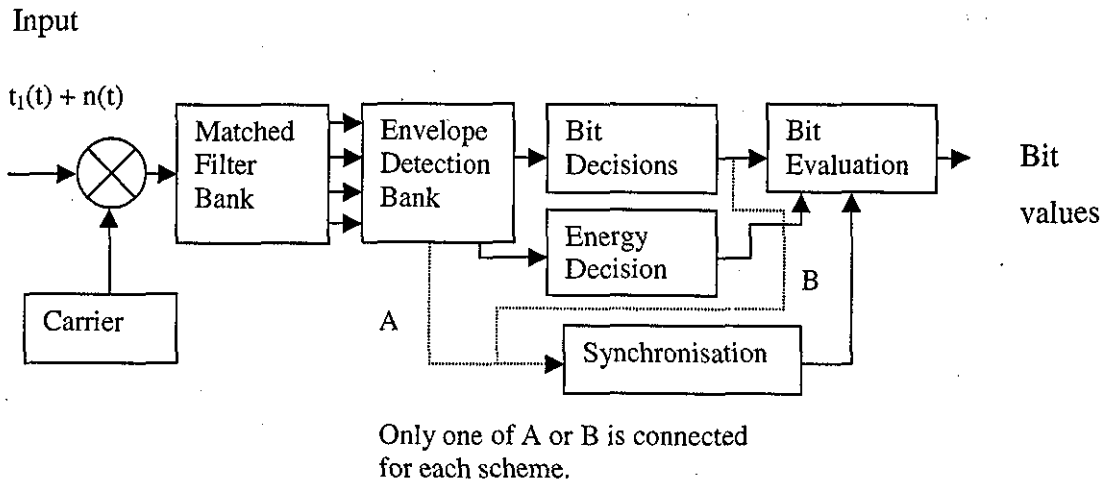 Input
t₁(t) + n(t)
Matched
Filter
Bank
Envelope
Detection
Bank
Bit
Decisions
Bit
Evaluation
Bit
values
Energy
Decision
Carrier
A
B
Synchronisation
Only one of A or B is connected
for each scheme.